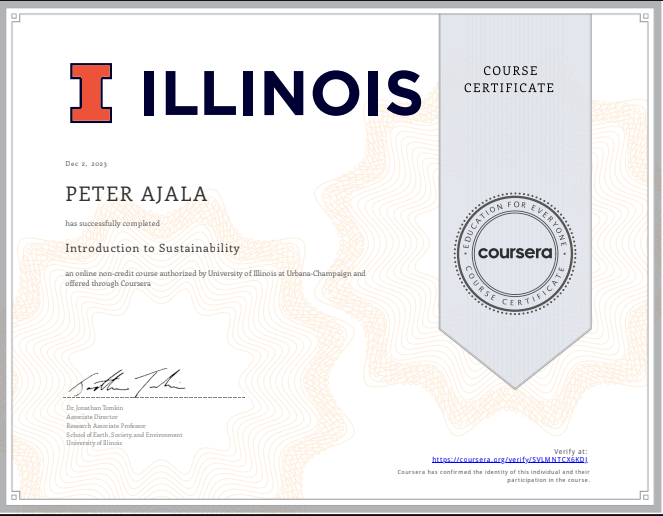 ILLINOIS
COURSE
CERTIFICATE
Dec 2, 2023
PETER AJALA
has successfully completed
Introduction to Sustainability
an online non-credit course authorized by University of Illinois at Urbana-Champaign and
offered through Coursera
EDUCATION FOR EVERYONE
coursera
COURSE CERTIFICATE
Dr. Jonathan Tomkin
Associate Director
Research Associate Professor
School of Earth, Society, and Environment
University of Illinois
Verify at:
https://coursera.org/verify/5VLMNTCX6KDJ
Coursera has confirmed the identity of this individual and their
participation in the course.